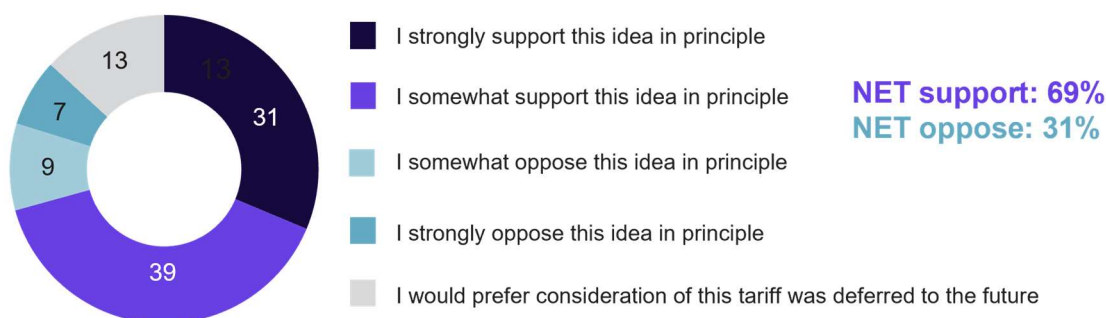 13
13
I strongly support this idea in principle
31
I somewhat support this idea in principle
NET support: 69%
NET oppose: 31%
7
9
I somewhat oppose this idea in principle
I strongly oppose this idea in principle
39
I would prefer consideration of this tariff was deferred to the future